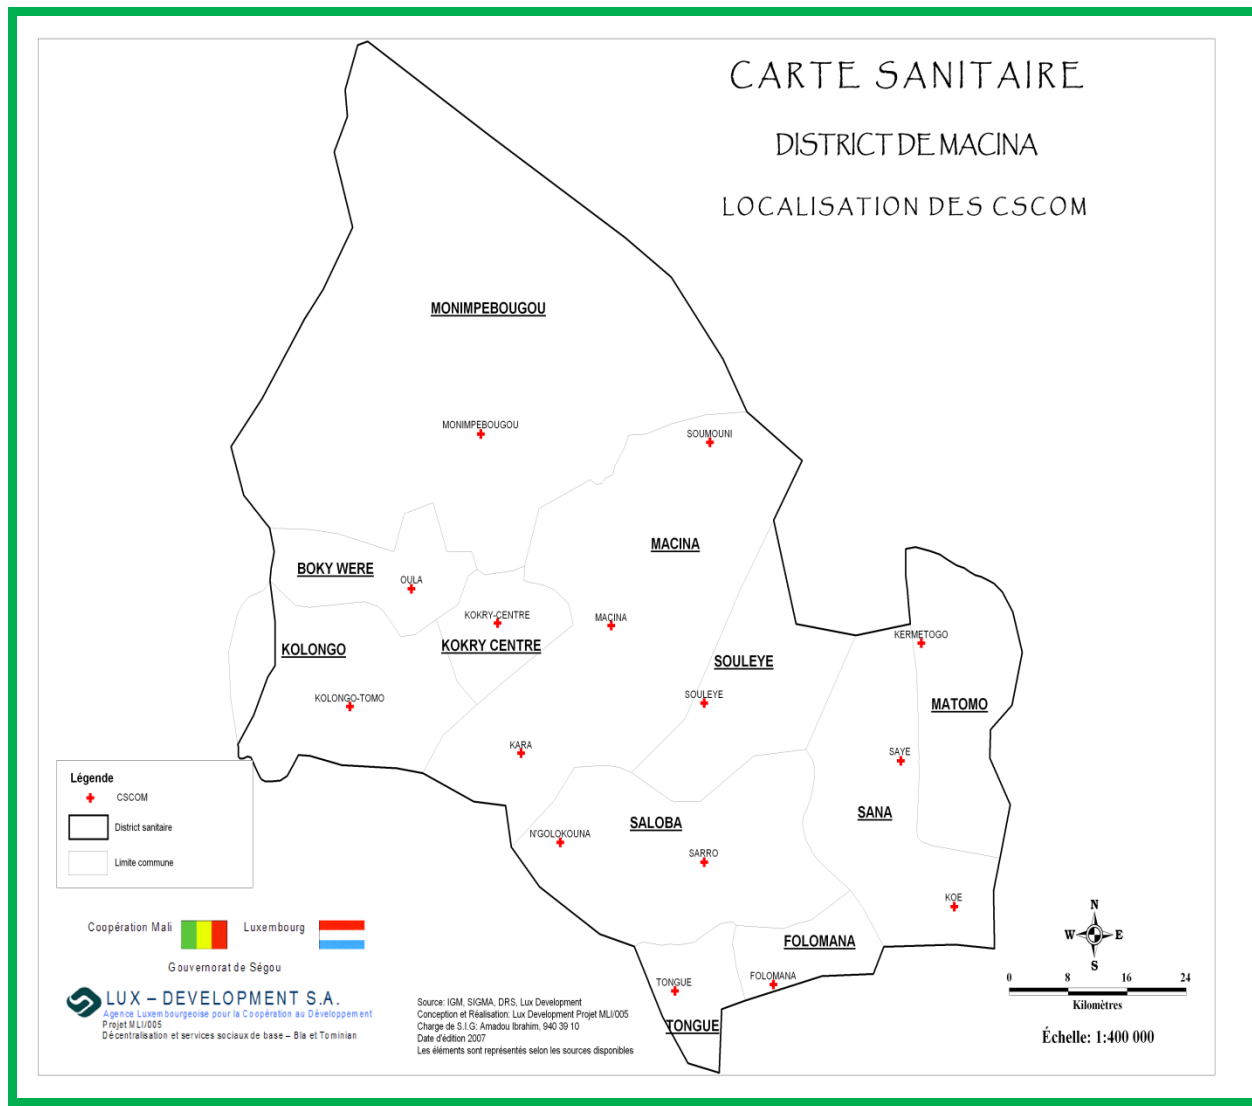 CARTE SANITAIRE
DISTRICT DE MACINA
LOCALISATION DES CSCOM
MONIMPEBOUGOU
MONIMPEBOUGOU
SOUMOUNI
MACINA
BOKY WERE
OULA
KOKRY-CENTRE
MACINA
KERMETOGO
KOLONGO
KOKRY CENTRE
SOULEYE
KOLONGO-TOMO
SOULEYE
MATOMO
KARA
SAYE
Légende
CSCOM
District sanitaire
Limite commune
SALOBA
SANA
N'GOLOKOUNA
SARRO
KOE
FOLOMANA
TONGUE
FOLOMANA
TONGUE
Coopération Mali
Luxembourg
Gouvernorat de Ségou
LUX – DEVELOPMENT S.A.
Agence Luxembourgeoise pour la Coopération au Développement
Projet MLI/005
Décentralisation et services sociaux de base – Bla et Tominian
Source: IGM, SIGMA, DRS, Lux Development
Conception et Réalisation: Lux Development Projet MLI/005
Charge de S.I.G: Amadou Ibrahim, 940 39 10
Date d'édition 2007
Les éléments sont représentés selon les sources disponibles
N
W E
S
0 8 16 24
Kilomètres
Échelle: 1:400 000